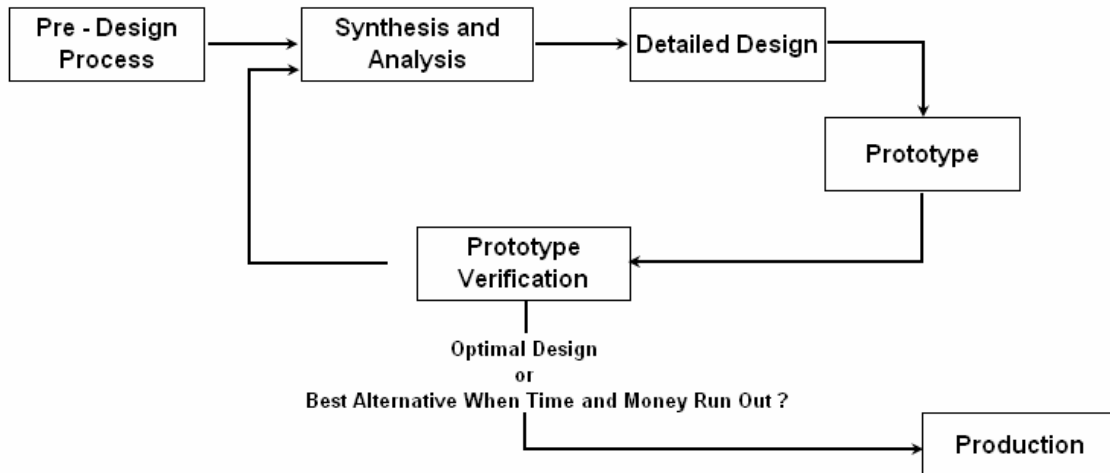 Pre - Design
Process
Synthesis and
Analysis
Detailed Design
Prototype
Prototype
Verification
Optimal Design
or
Best Alternative When Time and Money Run Out ?
Production